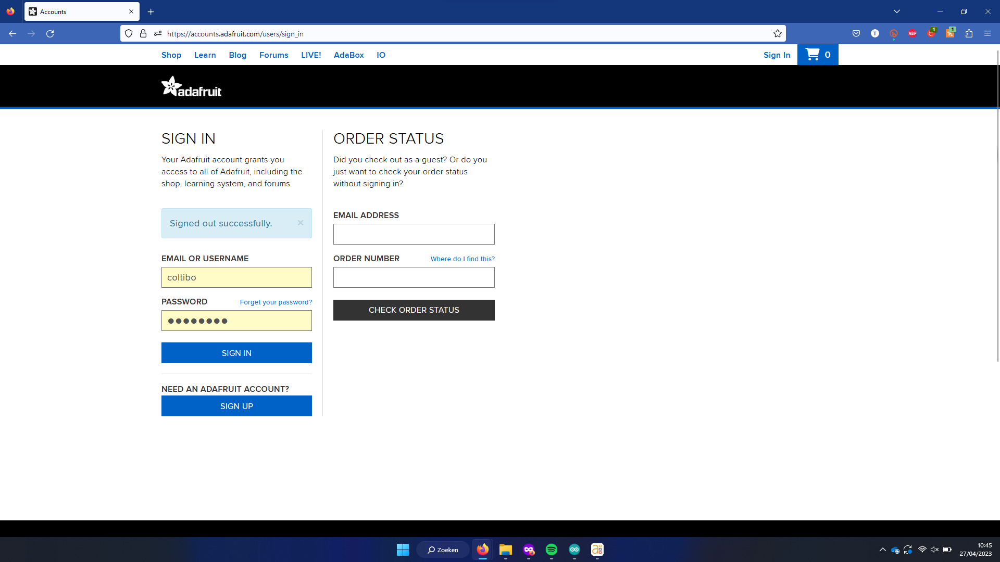 Accounts
https://accounts.adafruit.com/users/sign_in
T
ABP
1
1
Shop Learn Blog Forums LIVE! AdaBox IO
Sign In 0
adafruit
SIGN IN
Your Adafruit account grants you
access to all of Adafruit, including the
shop, learning system, and forums.
Signed out successfully.
EMAIL OR USERNAME
coltibo
PASSWORD Forget your password?
SIGN IN
NEED AN ADAFRUIT ACCOUNT?
SIGN UP
ORDER STATUS
Did you check out as a guest? Or do you
just want to check your order status
without signing in?
EMAIL ADDRESS
ORDER NUMBER Where do I find this?
CHECK ORDER STATUS
Zoeken
10:45
27/04/2023